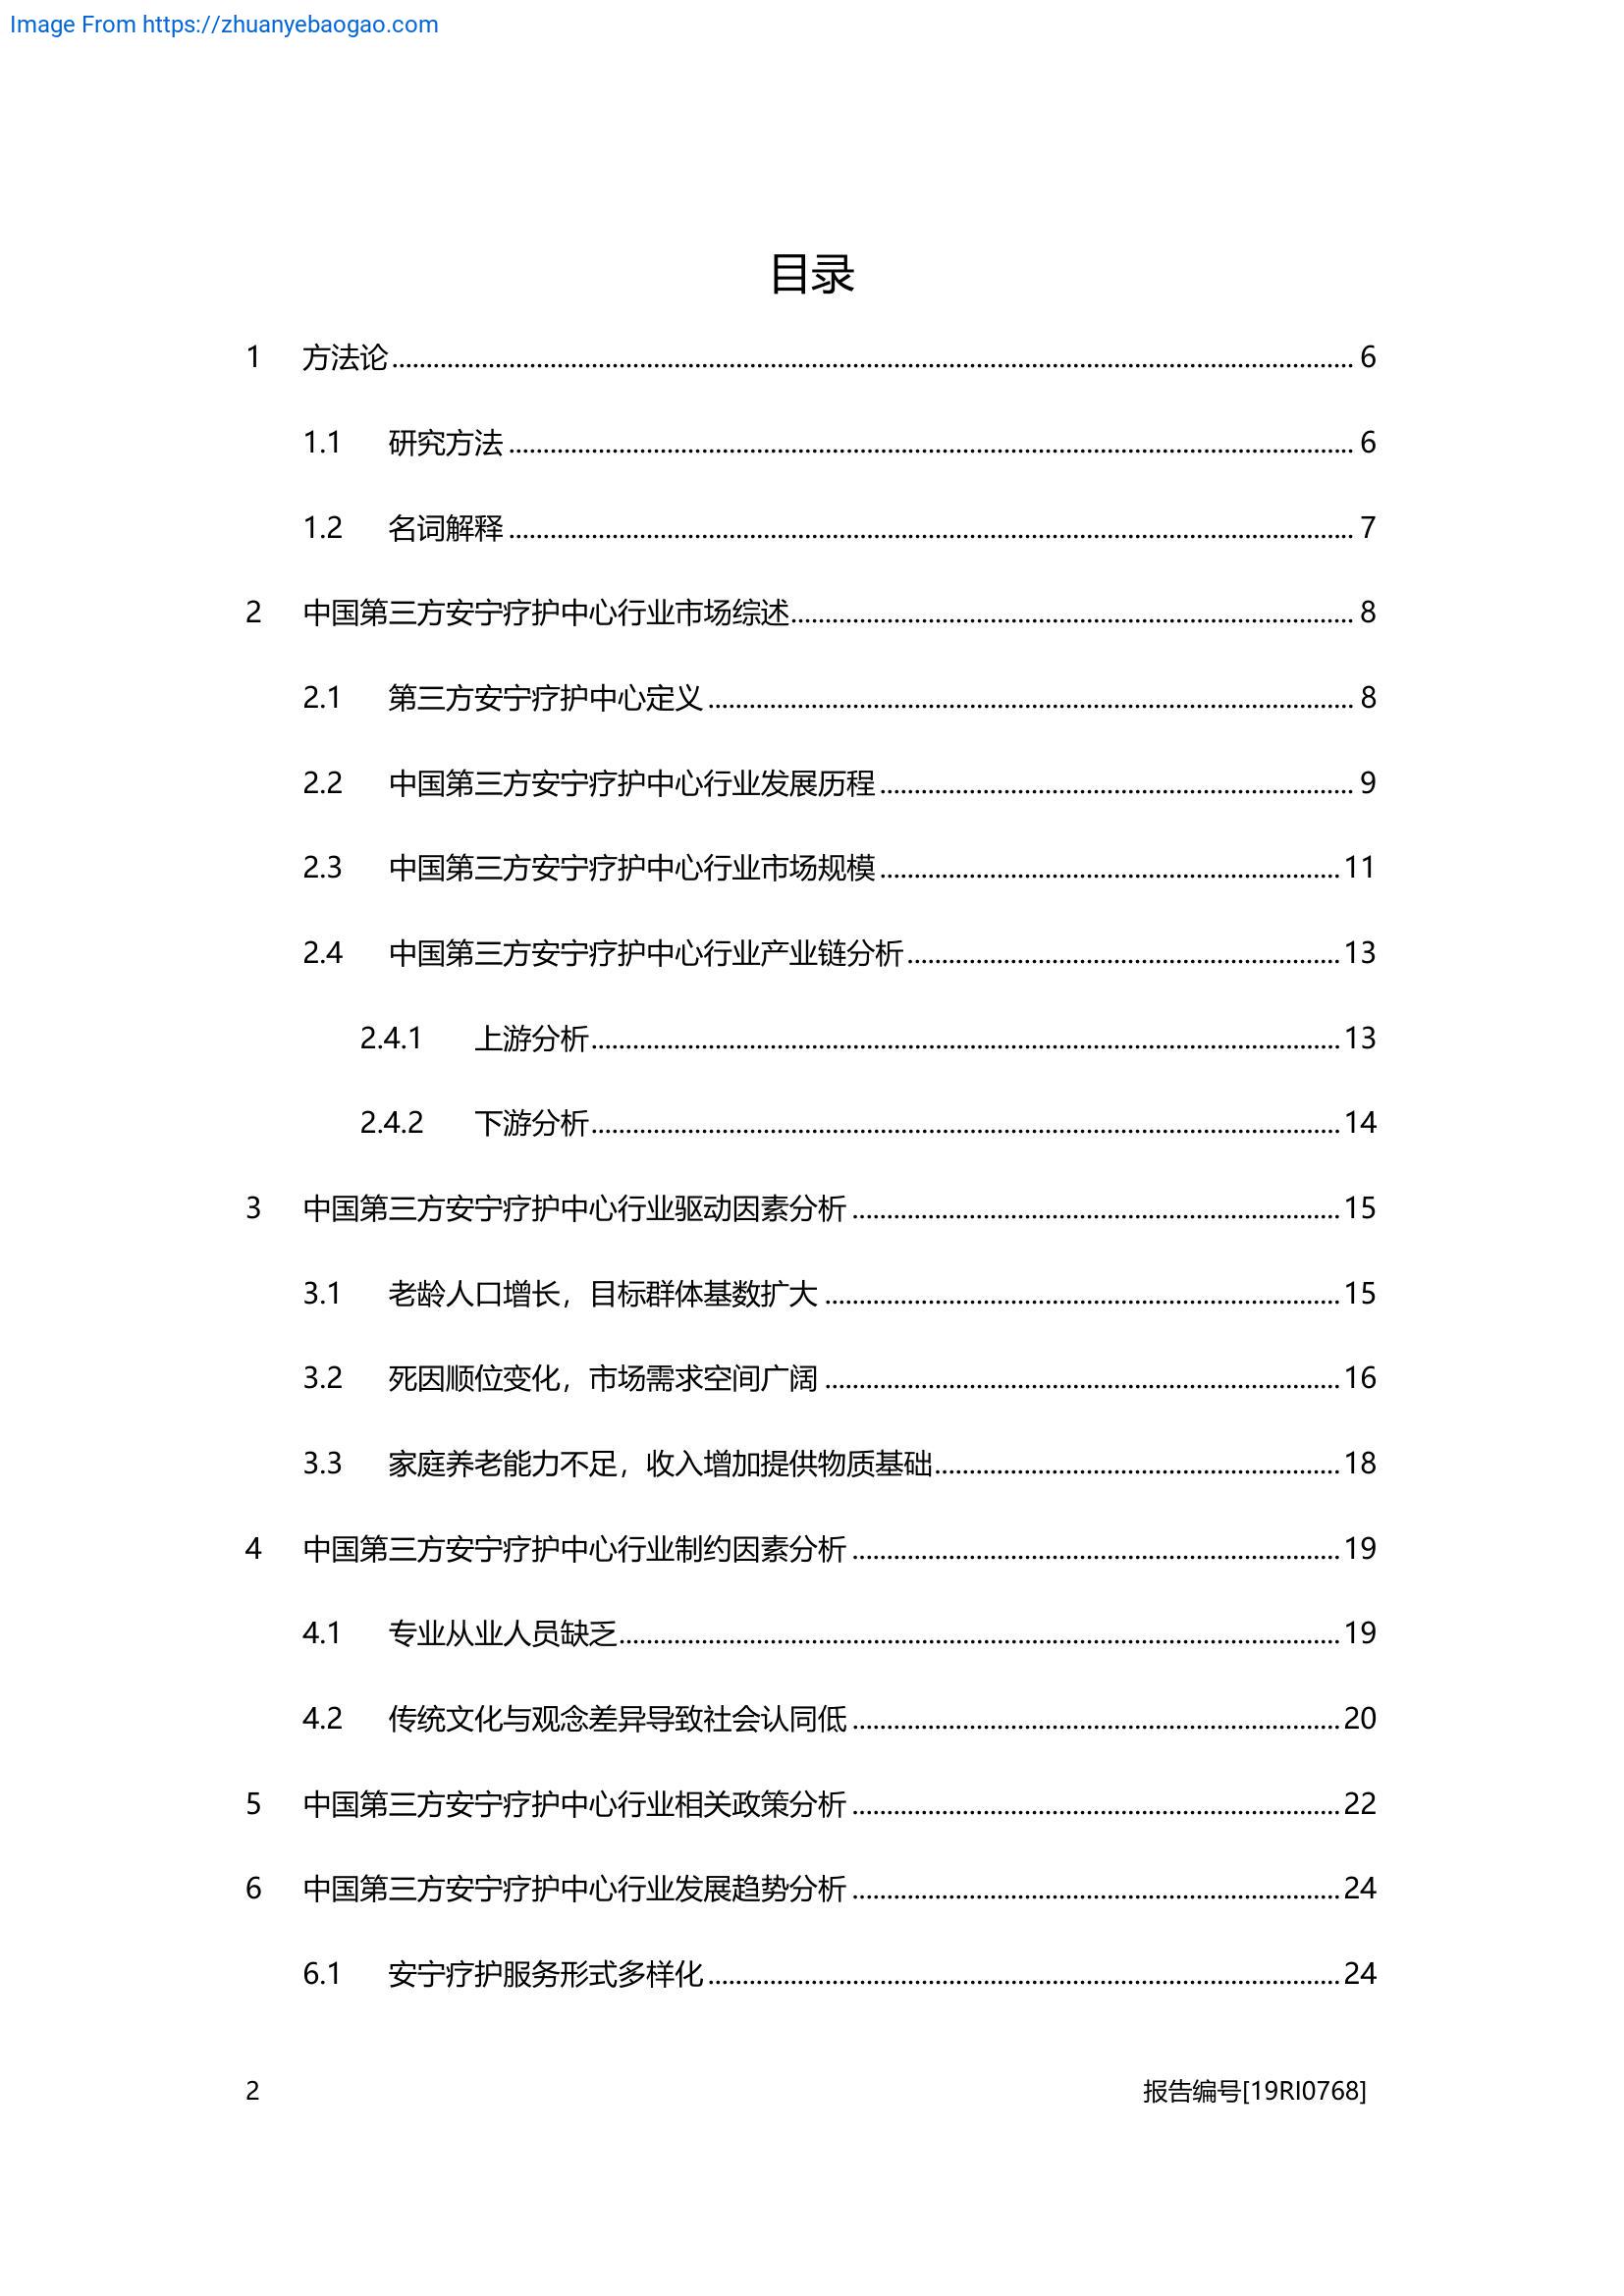 Image From https://zhuanyebaogao.com
目录
1 方法论 ........ 6
1.1 研究方法 ........ 6
1.2 名词解释 ........ 7
2 中国第三方安宁疗护中心行业市场综述 ........ 8
2.1 第三方安宁疗护中心定义 ........ 8
2.2 中国第三方安宁疗护中心行业发展历程 ........ 9
2.3 中国第三方安宁疗护中心行业市场规模 ........ 11
2.4 中国第三方安宁疗护中心行业产业链分析 ........ 13
2.4.1 上游分析 ........ 13
2.4.2 下游分析 ........ 14
3 中国第三方安宁疗护中心行业驱动因素分析 ........ 15
3.1 老龄人口增长，目标群体基数扩大 ........ 15
3.2 死因顺位变化，市场需求空间广阔 ........ 16
3.3 家庭养老能力不足，收入增加提供物质基础 ........ 18
4 中国第三方安宁疗护中心行业制约因素分析 ........ 19
4.1 专业从业人员缺乏 ........ 19
4.2 传统文化与观念差异导致社会认同低 ........ 20
5 中国第三方安宁疗护中心行业相关政策分析 ........ 22
6 中国第三方安宁疗护中心行业发展趋势分析 ........ 24
6.1 安宁疗护服务形式多样化 ........ 24
2 报告编号[19RI0768]